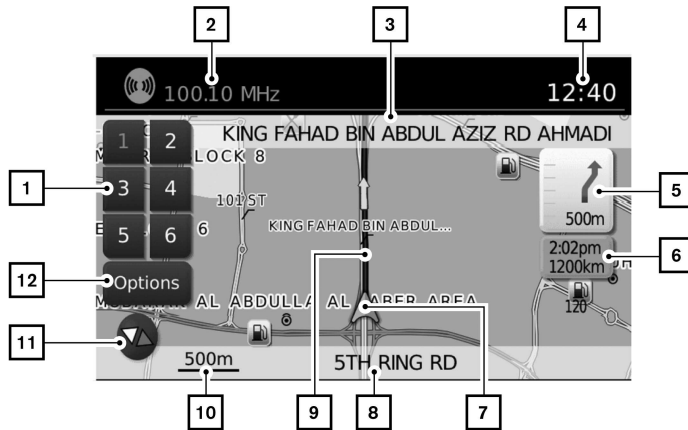 2
3
4
100.10 MHz
12:40
KING FAHAD BIN ABDUL AZIZ RD AHMADI
1 2
BLOCK 8
1
3 4
101 ST
5
500m
5 6
6
KING FAHAD BIN ABDUL...
2:02pm
1200km
6
12
Options
120
AL ABDULLA AL
AREA
11
500m
5TH RING RD
10
9
8
7